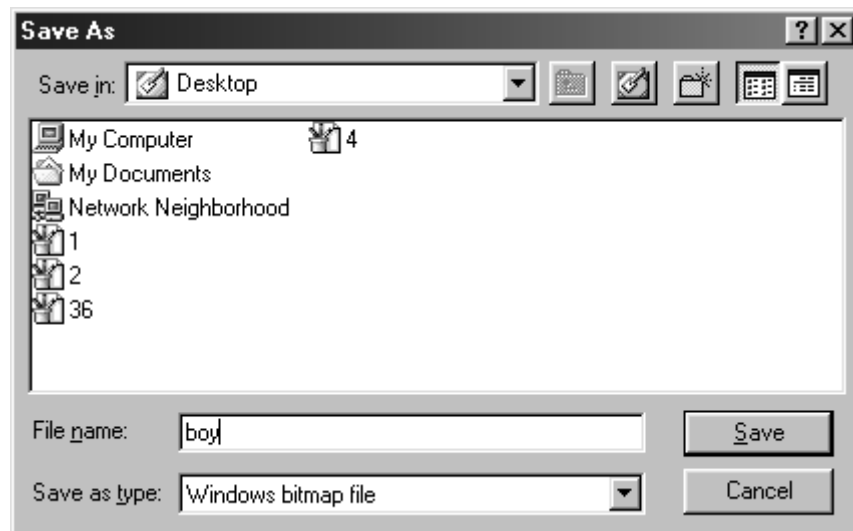 Save As
Save in: Desktop
My Computer 4
My Documents
Network Neighborhood
1
2
36
File name: boy Save
Save as type: Windows bitmap file Cancel